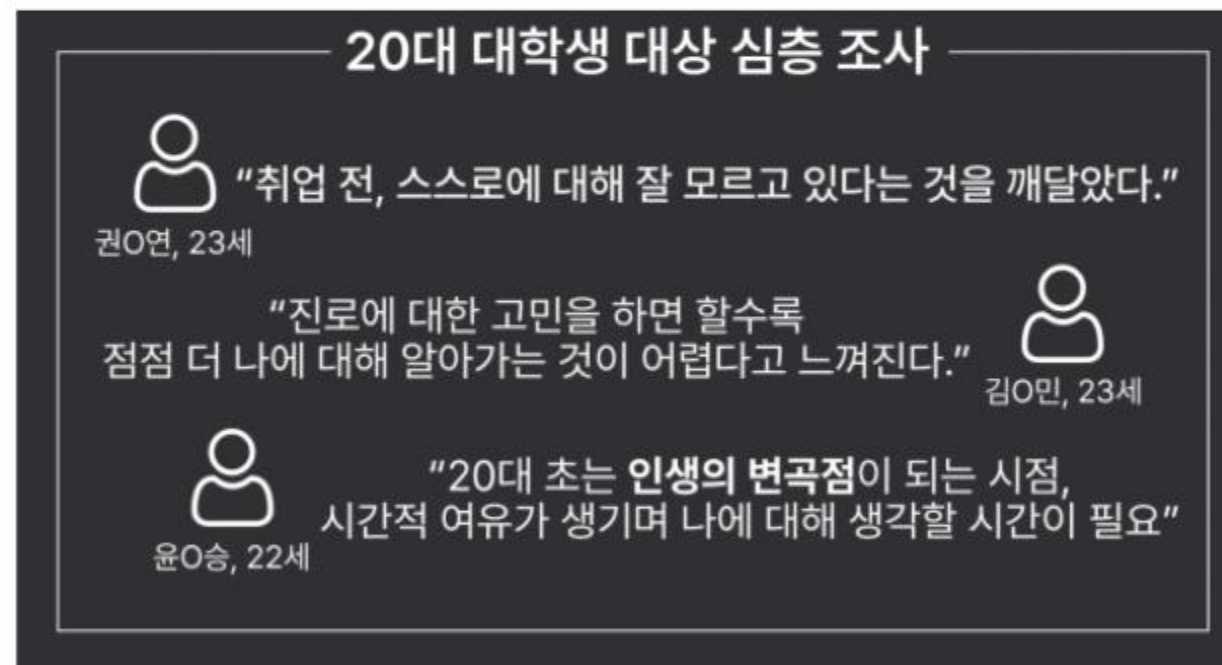 20대 대학생 대상 심층 조사
“취업 전, 스스로에 대해 잘 모르고 있다는 것을 깨달았다.”
권O연, 23세
“진로에 대한 고민을 하면 할수록
점점 더 나에 대해 알아가는 것이 어렵다고 느껴진다.”
김O민, 23세
“20대 초는 인생의 변곡점이 되는 시점,
시간적 여유가 생기며 나에 대해 생각할 시간이 필요”
윤O승, 22세